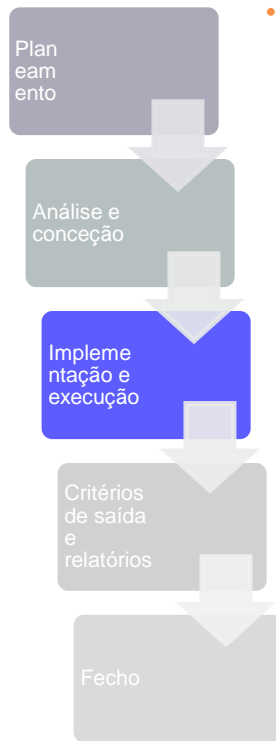 Plan
eam
ento
Análise e
conceção
Impleme
ntação e
execução
Critérios
de saída
e
relatórios
Fecho